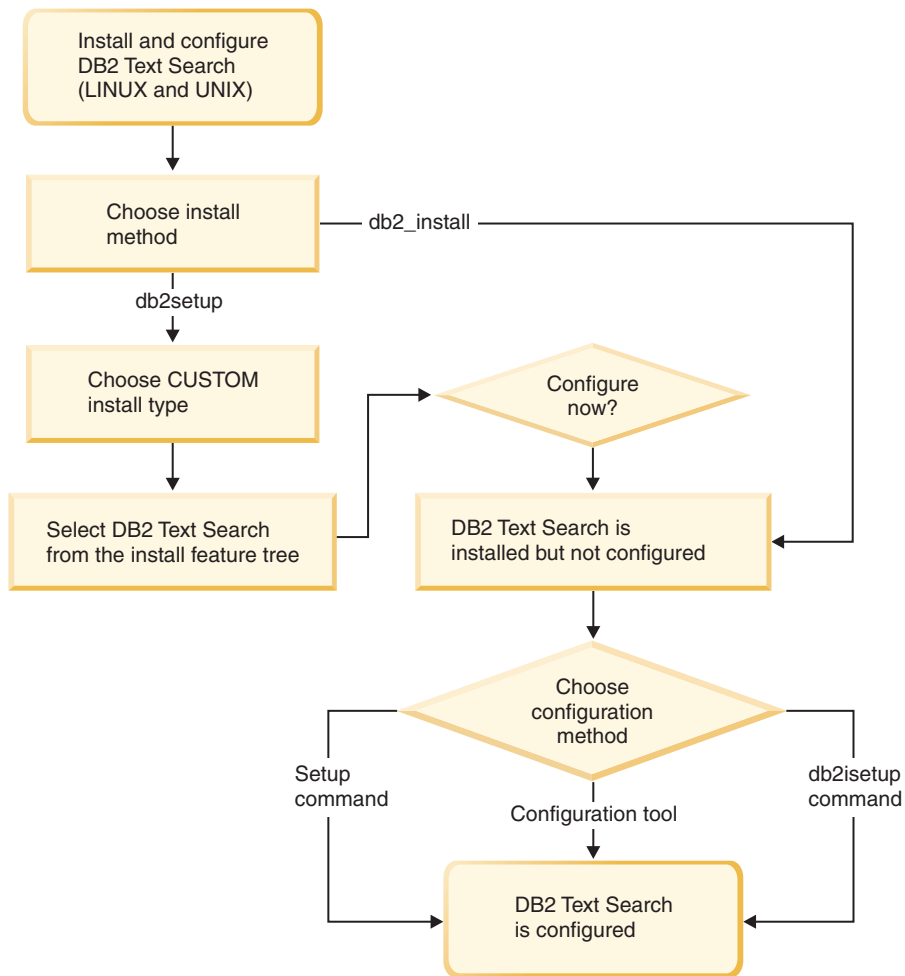 Install and configure
DB2 Text Search
(LINUX and UNIX)
Choose install
method
db2_install
db2setup
Choose CUSTOM
install type
Configure
now?
Select DB2 Text Search
from the install feature tree
DB2 Text Search is
installed but not configured
Choose
configuration
method
Setup
command
Configuration tool
db2isetup
command
DB2 Text Search
is configured